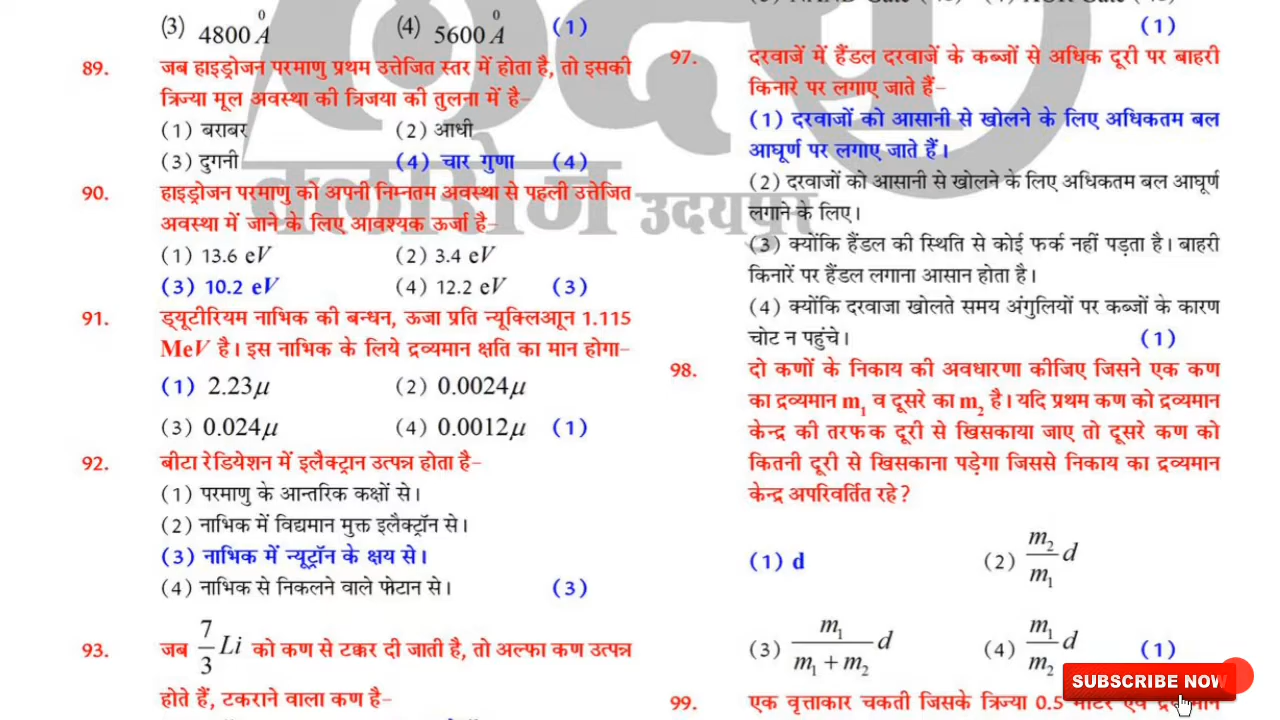 (3) 4800 Å (4) 5600 Å (1)
89. जब हाइड्रोजन परमाणु प्रथम उत्तेजित स्तर में होता है, तो इसकी
त्रिज्या मूल अवस्था की त्रिजया की तुलना में है-
(1) बराबर (2) आधी
(3) दुगनी (4) चार गुणा (4)
90. हाइड्रोजन परमाणु को अपनी निम्नतम अवस्था से पहली उत्तेजित
अवस्था में जाने के लिए आवश्यक ऊर्जा है-
(1) 13.6 eV (2) 3.4 eV
(3) 10.2 eV (4) 12.2 eV (3)
91. ड्यूटीरियम नाभिक की बन्धन, ऊजा प्रति न्यूक्लिआून 1.115
MeV है। इस नाभिक के लिये द्रव्यमान क्षति का मान होगा-
(1) 2.23μ (2) 0.0024μ
(3) 0.024μ (4) 0.0012μ (1)
92. बीटा रेडियेशन में इलैक्ट्रान उत्पन्न होता है-
(1) परमाणु के आन्तरिक कक्षों से।
(2) नाभिक में विद्यमान मुक्त इलैक्ट्रॉन से।
(3) नाभिक में न्यूट्रॉन के क्षय से।
(4) नाभिक से निकलने वाले फोटान से। (3)
93. जब 7/3 Li को कण से टक्कर दी जाती है, तो अल्फा कण उत्पन्न
होते हैं, टकराने वाला कण है-
(1)
97. दरवाजें में हैंडल दरवाजें के कब्जों से अधिक दूरी पर बाहरी
किनारे पर लगाए जाते हैं-
(1) दरवाजों को आसानी से खोलने के लिए अधिकतम बल
आघूर्ण पर लगाए जाते हैं।
(2) दरवाजों को आसानी से खोलने के लिए अधिकतम बल आघूर्ण
लगाने के लिए।
(3) क्योंकि हैंडल की स्थिति से कोई फर्क नहीं पड़ता है। बाहरी
किनारें पर हैंडल लगाना आसान होता है।
(4) क्योंकि दरवाजा खोलते समय अंगुलियों पर कब्जों के कारण
चोट न पहुंचे। (1)
98. दो कणों के निकाय की अवधारणा कीजिए जिसने एक कण
का द्रव्यमान m₁ व दूसरे का m₂ है। यदि प्रथम कण को द्रव्यमान
केन्द्र की तरफक दूरी से खिसकाया जाए तो दूसरे कण को
कितनी दूरी से खिसकाना पड़ेगा जिससे निकाय का द्रव्यमान
केन्द्र अपरिवर्तित रहे?
(1) d (2) m₂/m₁ d
(3) m₁/(m₁ + m₂) d (4) m₁/m₂ d (1)
SUBSCRIBE NOW
99. एक वृत्ताकार चकती जिसके त्रिज्या 0.5 मीटर एवं द्रव्यमान
उदयपुर